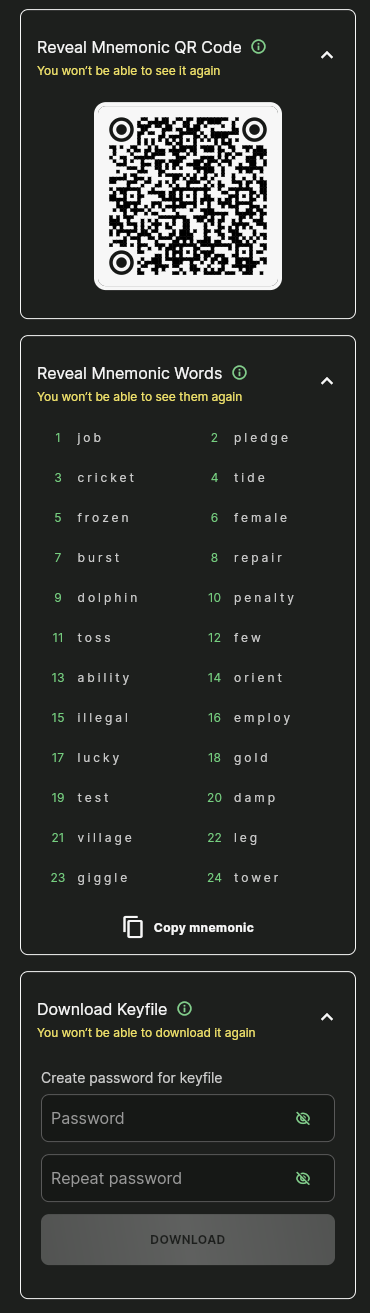 Reveal Mnemonic QR Code
You won't be able to see it again
Reveal Mnemonic Words
You won't be able to see them again
1 job 2 pledge
3 cricket 4 tide
5 frozen 6 female
7 burst 8 repair
9 dolphin 10 penalty
11 toss 12 few
13 ability 14 orient
15 illegal 16 employ
17 lucky 18 gold
19 test 20 damp
21 village 22 leg
23 giggle 24 tower
Copy mnemonic
Download Keyfile
You won't be able to download it again
Create password for keyfile
Password
Repeat password
DOWNLOAD